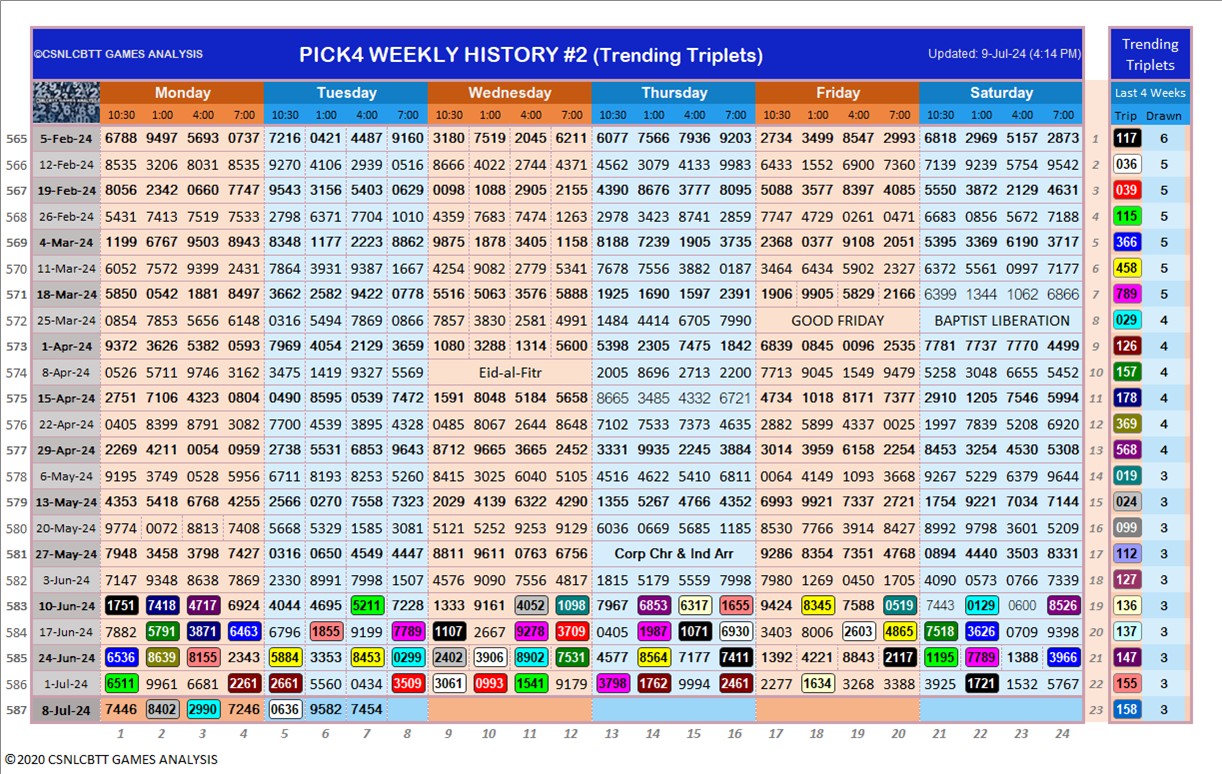 ©CSNLCBTT GAMES ANALYSIS PICK4 WEEKLY HISTORY #2 (Trending Triplets) Updated: 9-Jul-24 (4:14 PM) Trending Triplets
Monday Tuesday Wednesday Thursday Friday Saturday Last 4 Weeks
10:30 1:00 4:00 7:00 10:30 1:00 4:00 7:00 10:30 1:00 4:00 7:00 10:30 1:00 4:00 7:00 10:30 1:00 4:00 7:00 10:30 1:00 4:00 7:00 Trip Drawn
565 5-Feb-24 6788 9497 5693 0737 7216 0421 4487 9160 3180 7519 2045 6211 6077 7566 7936 9203 2734 3499 8547 2993 6818 2969 5157 2873 1 117 6
566 12-Feb-24 8535 3206 8031 8535 9270 4106 2939 0516 6666 4022 2744 4371 4562 3079 4133 9983 6433 1552 6900 7360 7139 9239 5754 9542 2 036 5
567 19-Feb-24 8056 2342 0660 7747 9543 3156 5403 0629 0098 1088 2905 2155 4390 8676 3777 8095 5088 3577 8397 4085 5550 3872 2129 4631 3 039 5
568 26-Feb-24 5431 7413 7519 7533 2798 6371 7704 1010 4359 7683 7474 1263 2978 3423 8741 2859 7747 4729 0261 0471 6683 0856 5672 7188 4 115 5
569 4-Mar-24 1199 6767 9503 8943 8348 1177 2223 8862 9875 1878 3405 1158 8188 7239 1905 3735 2368 0377 9108 2051 5395 3369 6190 3717 5 366 5
570 11-Mar-24 6052 7572 9399 2431 7864 3931 9387 1667 4254 9082 2779 5341 7678 7556 3882 0187 3464 6434 5902 2327 6372 5561 0997 7177 6 458 5
571 18-Mar-24 5850 0542 1881 8497 3662 2582 9422 0776 5516 5063 3576 5888 1925 1690 1597 2391 1906 9905 5829 2166 6399 1344 1062 6866 7 789 5
572 25-Mar-24 0854 7853 5656 6148 0316 5494 7869 0866 7857 3830 2581 4991 1484 4414 6705 7990 GOOD FRIDAY BAPTIST LIBERATION 8 029 4
573 1-Apr-24 9372 3626 5382 0593 7969 4054 2129 3659 1080 3288 1314 5600 5398 2305 7475 1842 6839 0845 0096 2535 7781 7737 7770 4499 9 126 4
574 8-Apr-24 0526 5711 9746 3162 3475 1419 9327 5569 Eid-al-Fitr 2005 8696 2713 2200 7713 9045 1549 9479 5258 3048 6655 5452 10 157 4
575 15-Apr-24 2751 7106 4323 0804 0490 8595 0539 7472 1591 8048 5184 5658 8665 3485 4332 6721 4734 1018 8171 7377 2910 1205 7546 5994 11 178 4
576 22-Apr-24 0405 8399 8791 3082 7700 4539 3895 4328 0485 8067 2644 8648 7102 7533 7373 4635 2882 5899 4337 0025 1997 7839 5208 6920 12 369 4
577 29-Apr-24 2269 4211 0054 0959 2738 5531 6853 9643 8712 9665 3665 2452 3331 9935 2245 3884 3014 3959 6158 2254 8453 3254 4530 5308 13 568 4
578 6-May-24 9195 3749 0528 5956 6711 8193 8253 5260 8415 3025 6040 5105 4516 4622 5410 6811 0064 4149 1093 3668 9267 5229 6379 9644 14 019 3
579 13-May-24 4353 5418 6768 4255 2566 0270 7558 7323 9029 4139 6322 4290 1355 5267 4766 4352 6993 9921 7337 2721 1754 9221 7034 7144 15 024 3
580 20-May-24 9774 0072 8813 7408 5668 5329 1585 3081 5121 5252 9253 9129 6036 0669 5685 1185 8530 7766 3914 8427 8992 9798 3601 5209 16 099 3
581 27-May-24 7948 3458 3798 7427 0316 0650 4549 4447 8811 9611 0763 6756 Corp Chr & Ind Arr 9286 8354 7351 4768 0894 4440 3503 8331 17 112 3
582 3-Jun-24 7147 9348 8638 7869 2330 8991 7998 1507 4576 9090 7556 4817 1815 5179 5559 7998 7980 1269 0450 1705 4090 0573 0766 7339 18 127 3
583 10-Jun-24 1751 7418 4717 6924 4044 4695 5211 7228 1333 9161 4052 1098 7967 6853 6317 1655 9424 8345 7588 0519 7443 0129 0600 8526 19 136 3
584 17-Jun-24 7882 5791 3871 6463 6796 1855 9199 7789 1107 2667 9278 3709 0405 1987 1071 6930 3403 8006 2603 4865 7518 3626 0709 9398 20 137 3
585 24-Jun-24 6536 8639 8155 2243 5884 3353 8453 0299 2402 3906 8902 7531 4577 8564 7177 7411 1392 4221 8843 2117 1195 7789 1388 3966 21 147 3
586 1-Jul-24 6511 9961 6681 2261 2661 5560 0434 3509 3061 0993 1541 9179 3798 1762 9994 2461 2277 1634 3268 3388 3925 1721 1532 5767 22 155 3
587 8-Jul-24 7446 8402 2990 7246 0636 9582 7454 23 158 3
1 2 3 4 5 6 7 8 9 10 11 12 13 14 15 16 17 18 19 20 21 22 23 24
©2020 CSNLCBTT GAMES ANALYSIS